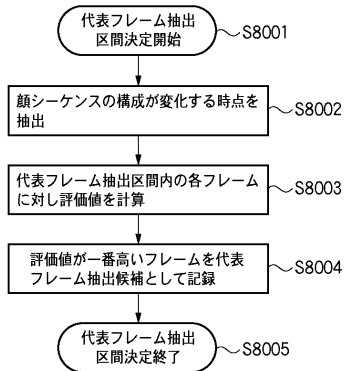 代表フレーム抽出
区間決定開始
S8001
顔シーケンスの構成が変化する時点を
抽出
S8002
代表フレーム抽出区間内の各フレーム
に対し評価値を計算
S8003
評価値が一番高いフレームを代表
フレーム抽出候補として記録
S8004
代表フレーム抽出
区間決定終了
S8005